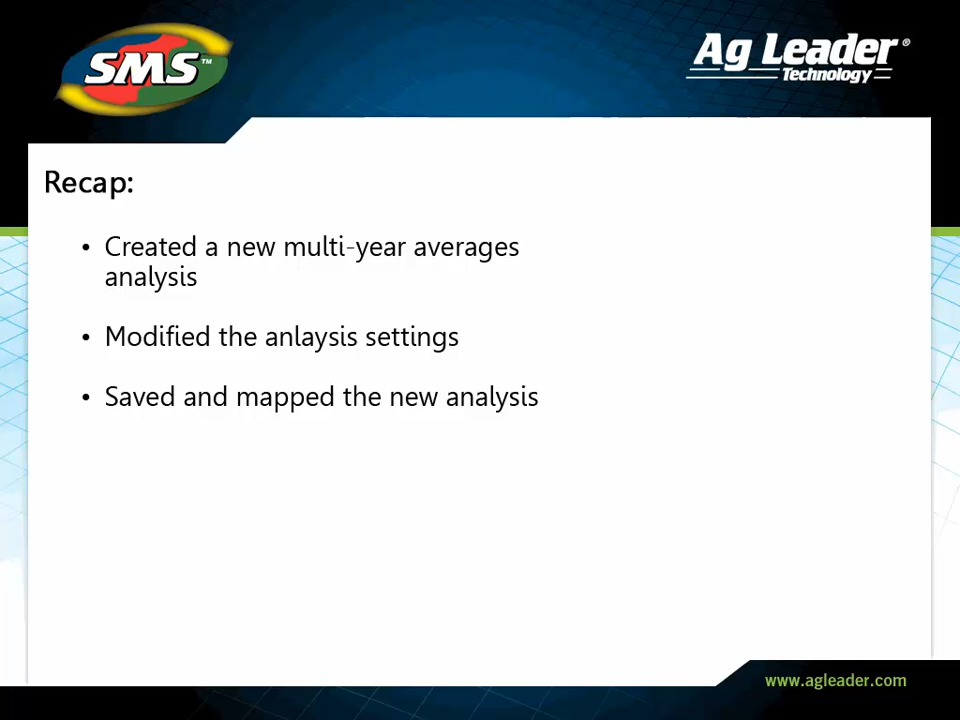 SMS™
Ag Leader®
Technology
Recap:
• Created a new multi-year averages
analysis
• Modified the anlaysis settings
• Saved and mapped the new analysis
www.agleader.com